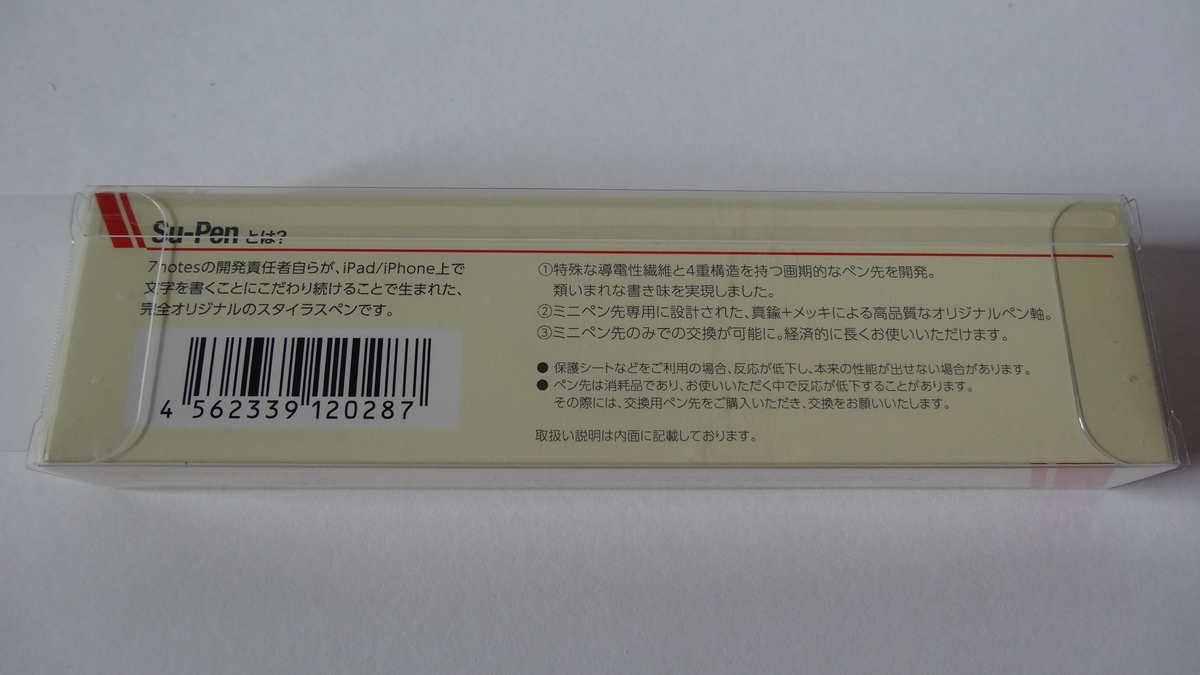 Su-Pen とは?
7notesの開発責任者自らが、iPad/iPhone上で
文字を書くことにこだわり続けることで生まれた、
完全オリジナルのスタイラスペンです。
4 562339 120287
①特殊な導電性繊維と4重構造を持つ画期的なペン先を開発。
類いまれな書き味を実現しました。
②ミニペン先専用に設計された、真鍮+メッキによる高品質なオリジナルペン軸。
③ミニペン先のみでの交換が可能に。経済的に長くお使いいただけます。
● 保護シートなどをご利用の場合、反応が低下し、本来の性能が出せない場合があります。
● ペン先は消耗品であり、お使いいただく中で反応が低下することがあります。
その際には、交換用ペン先をご購入いただき、交換をお願いいたします。
取扱い説明は内面に記載しております。